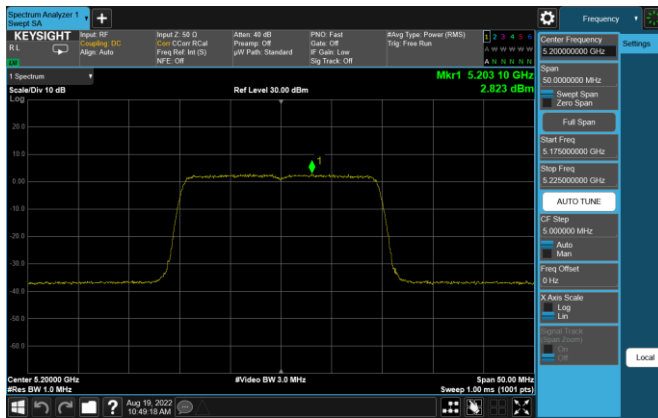 Spectrum Analyzer 1
Swept SA
+
Frequency
KEYSIGHT
RL
Input: RF
Coupling: DC
Align: Auto
Input Z: 50 Ω
Corr CCorr RCal
Freq Ref: Int (S)
NFE: Off
Atten: 40 dB
Preamp: Off
µW Path: Standard
PNO: Fast
Gate: Off
IF Gain: Low
Sig Track: Off
#Avg Type: Power (RMS)
Trig: Free Run
1 2 3 4 5 6
A W W W W W
A N N N N N
1 Spectrum
Scale/Div 10 dB
Log
Ref Level 30.00 dBm
Mkr1 5.203 10 GHz
2.823 dBm
20.0
10.0
0.00
-10.0
-20.0
-30.0
-40.0
-50.0
-60.0
1
Center 5.20000 GHz
#Res BW 1.0 MHz
#Video BW 3.0 MHz
Span 50.00 MHz
Sweep 1.00 ms (1001 pts)
Aug 19, 2022
10:49:18 AM
Center Frequency
5.200000000 GHz
Settings
Span
50.0000000 MHz
Swept Span
Zero Span
Full Span
Start Freq
5.175000000 GHz
Stop Freq
5.225000000 GHz
AUTO TUNE
CF Step
5.000000 MHz
Auto
Man
Freq Offset
0 Hz
X Axis Scale
Log
Lin
Signal Track
(Span Zoom)
On
Off
Local